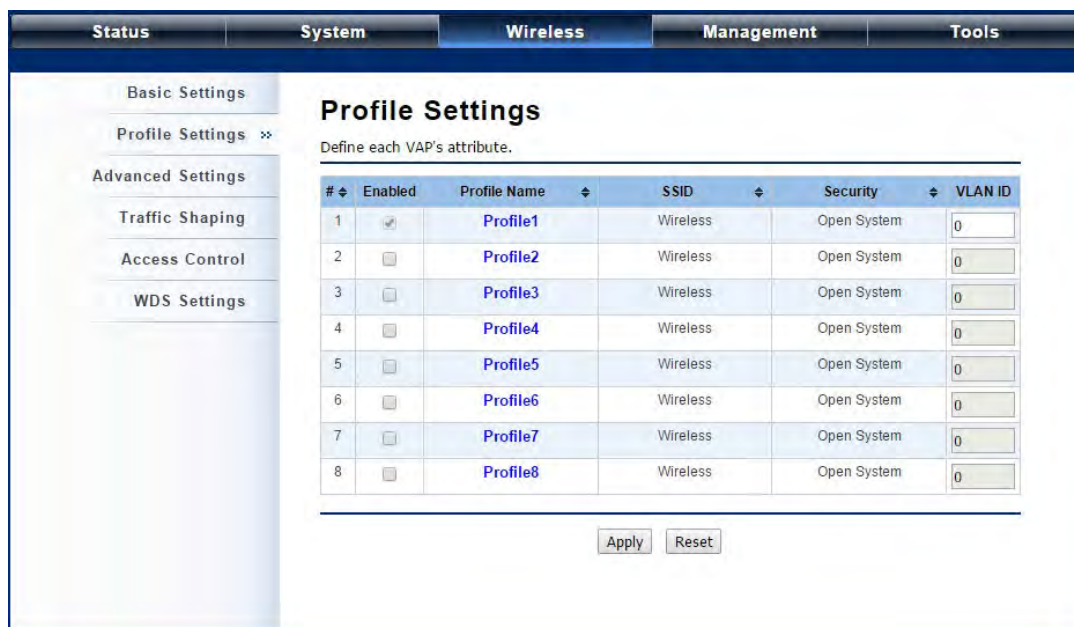 Status System Wireless Management Tools
Basic Settings
Profile Settings »
Advanced Settings
Traffic Shaping
Access Control
WDS Settings
Profile Settings
Define each VAP's attribute.
# Enabled Profile Name SSID Security VLAN ID
1 Profile1 Wireless Open System 0
2 Profile2 Wireless Open System 0
3 Profile3 Wireless Open System 0
4 Profile4 Wireless Open System 0
5 Profile5 Wireless Open System 0
6 Profile6 Wireless Open System 0
7 Profile7 Wireless Open System 0
8 Profile8 Wireless Open System 0
Apply Reset